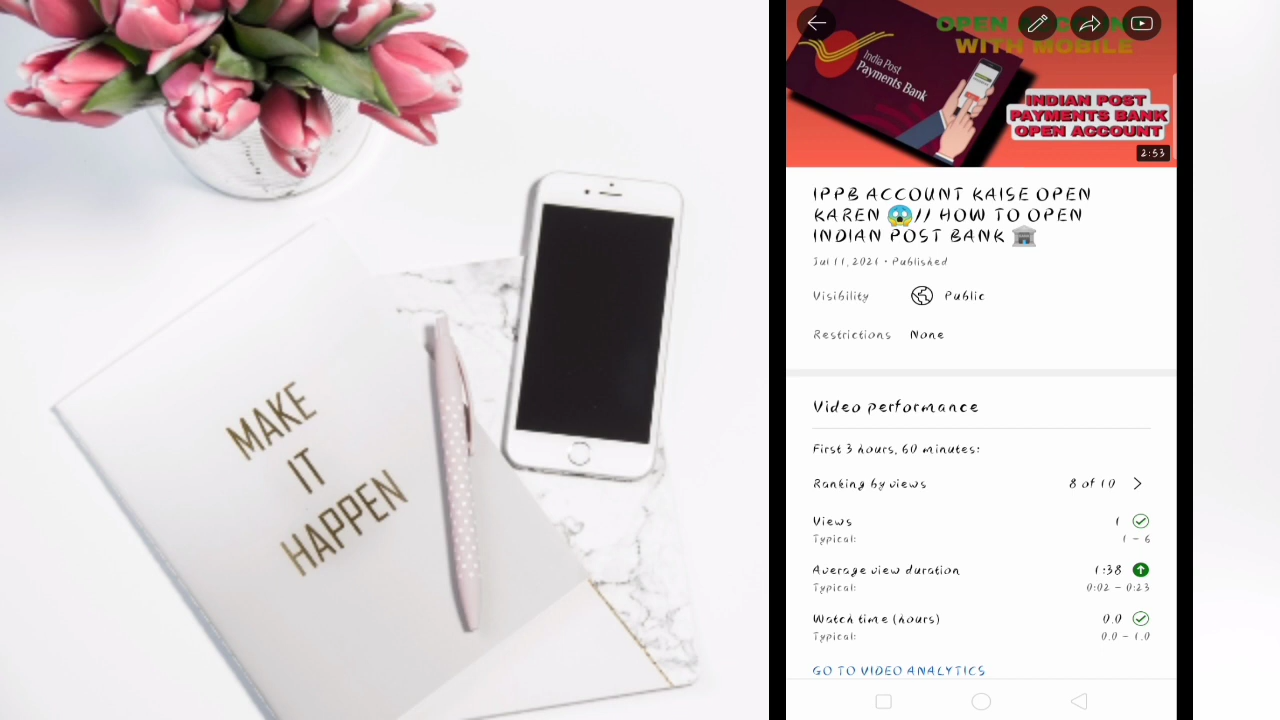 MAKE
IT
HAPPEN
OPEN
WITH MOBILE
India Post
Payments Bank
INDIAN POST
PAYMENTS BANK
OPEN ACCOUNT
2:53
IPPB ACCOUNT KAISE OPEN
KAREN 😱// HOW TO OPEN
INDIAN POST BANK 🏦
Jul 11, 2021 • Published
Visibility Public
Restrictions None
Video performance
First 3 hours, 60 minutes:
Ranking by views 8 of 10
Views 1
Typical: 1 – 6
Average view duration 1:38
Typical: 0:02 – 0:23
Watch time (hours) 0.0
Typical: 0.0 – 1.0
GO TO VIDEO ANALYTICS